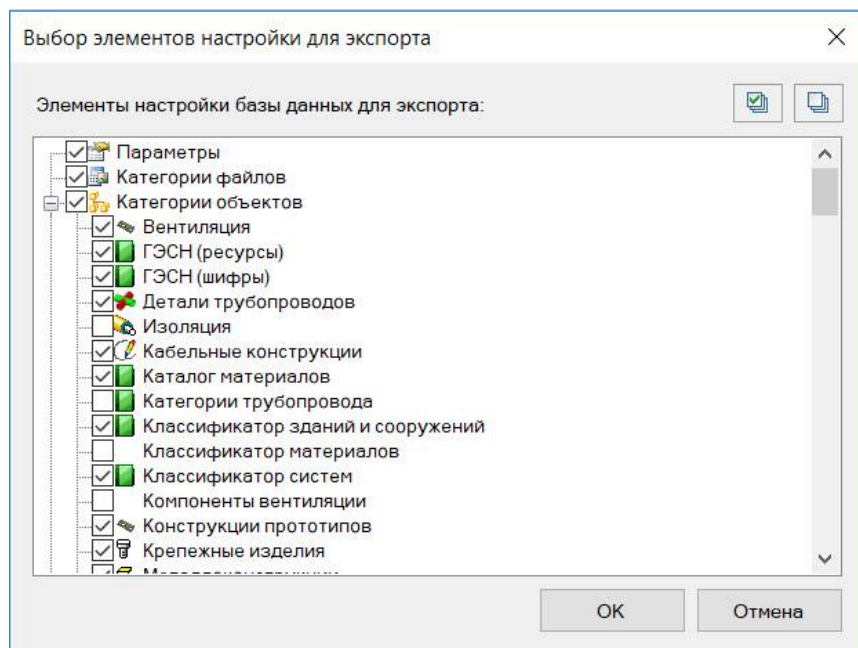 Выбор элементов настройки для экспорта
Элементы настройки базы данных для экспорта:
Параметры
Категории файлов
Категории объектов
Вентиляция
ГЭСН (ресурсы)
ГЭСН (шифры)
Детали трубопроводов
Изоляция
Кабельные конструкции
Каталог материалов
Категории трубопровода
Классификатор зданий и сооружений
Классификатор материалов
Классификатор систем
Компоненты вентиляции
Конструкции прототипов
Крепежные изделия
OK
Отмена